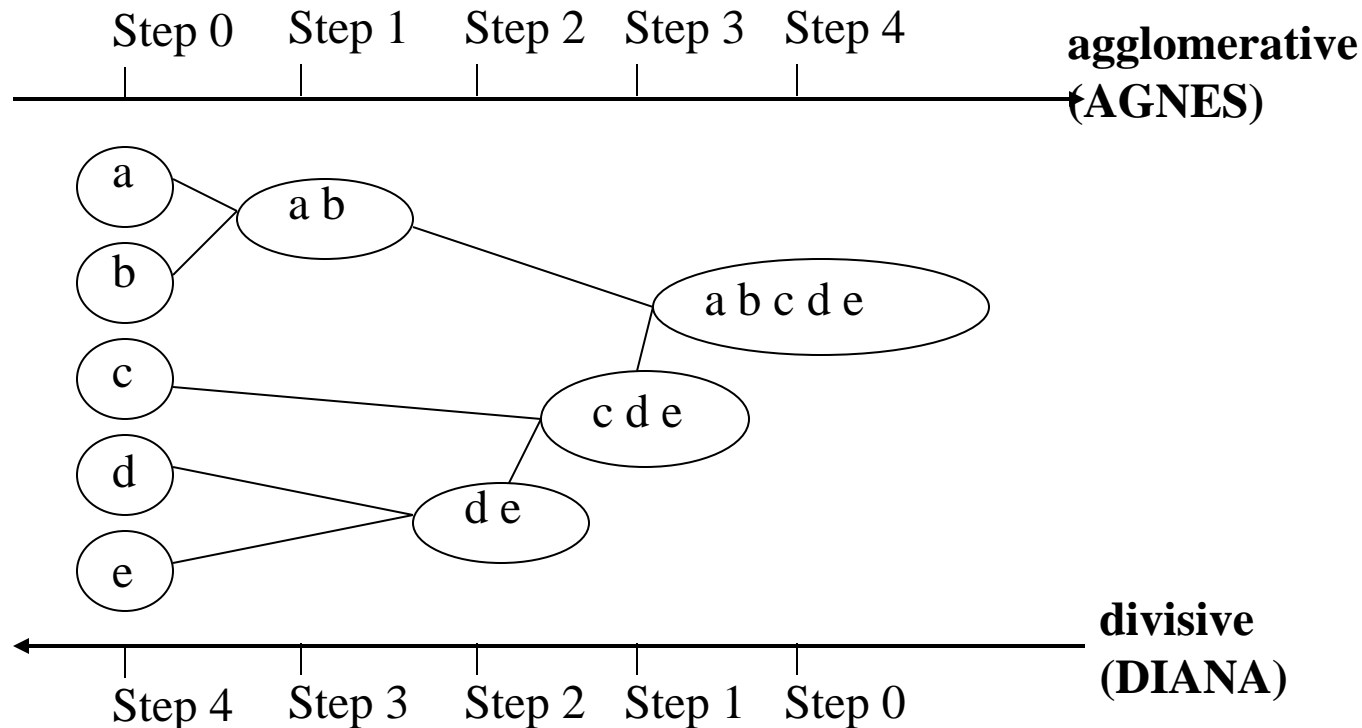 Step 0 Step 1 Step 2 Step 3 Step 4
agglomerative
(AGNES)
a
a b
b
a b c d e
c
c d e
d
d e
e
divisive
(DIANA)
Step 4 Step 3 Step 2 Step 1 Step 0